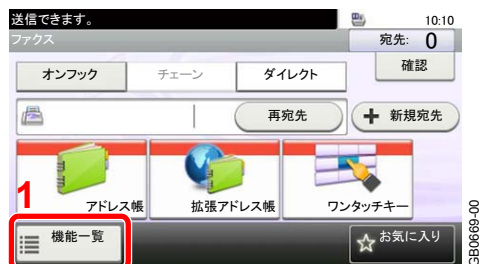 送信できます。
10:10
ファクス
宛先: 0
オンフック
チェーン
ダイレクト
確認
再宛先
+ 新規宛先
アドレス帳
拡張アドレス帳
ワンタッチキー
1
機能一覧
お気に入り
GB0669-00